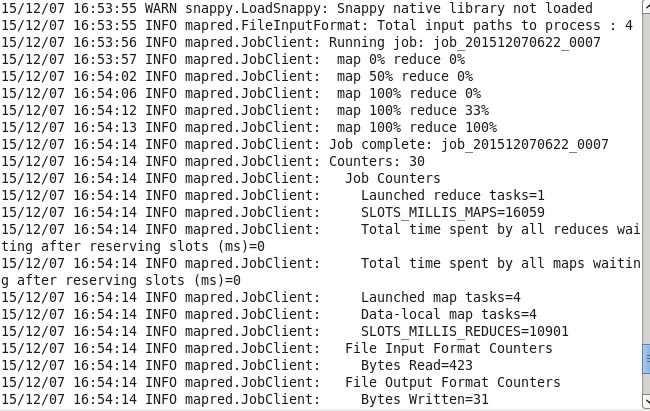 15/12/07 16:53:55 WARN snappy.LoadSnappy: Snappy native library not loaded
15/12/07 16:53:55 INFO mapred.FileInputFormat: Total input paths to process : 4
15/12/07 16:53:56 INFO mapred.JobClient: Running job: job_201512070622_0007
15/12/07 16:53:57 INFO mapred.JobClient:  map 0% reduce 0%
15/12/07 16:54:02 INFO mapred.JobClient:  map 50% reduce 0%
15/12/07 16:54:06 INFO mapred.JobClient:  map 100% reduce 0%
15/12/07 16:54:12 INFO mapred.JobClient:  map 100% reduce 33%
15/12/07 16:54:13 INFO mapred.JobClient:  map 100% reduce 100%
15/12/07 16:54:14 INFO mapred.JobClient: Job complete: job_201512070622_0007
15/12/07 16:54:14 INFO mapred.JobClient: Counters: 30
15/12/07 16:54:14 INFO mapred.JobClient:   Job Counters
15/12/07 16:54:14 INFO mapred.JobClient:     Launched reduce tasks=1
15/12/07 16:54:14 INFO mapred.JobClient:     SLOTS_MILLIS_MAPS=16059
15/12/07 16:54:14 INFO mapred.JobClient:     Total time spent by all reduces wai
ting after reserving slots (ms)=0
15/12/07 16:54:14 INFO mapred.JobClient:     Total time spent by all maps waitin
g after reserving slots (ms)=0
15/12/07 16:54:14 INFO mapred.JobClient:     Launched map tasks=4
15/12/07 16:54:14 INFO mapred.JobClient:     Data-local map tasks=4
15/12/07 16:54:14 INFO mapred.JobClient:     SLOTS_MILLIS_REDUCES=10901
15/12/07 16:54:14 INFO mapred.JobClient:   File Input Format Counters
15/12/07 16:54:14 INFO mapred.JobClient:     Bytes Read=423
15/12/07 16:54:14 INFO mapred.JobClient:   File Output Format Counters
15/12/07 16:54:14 INFO mapred.JobClient:     Bytes Written=31